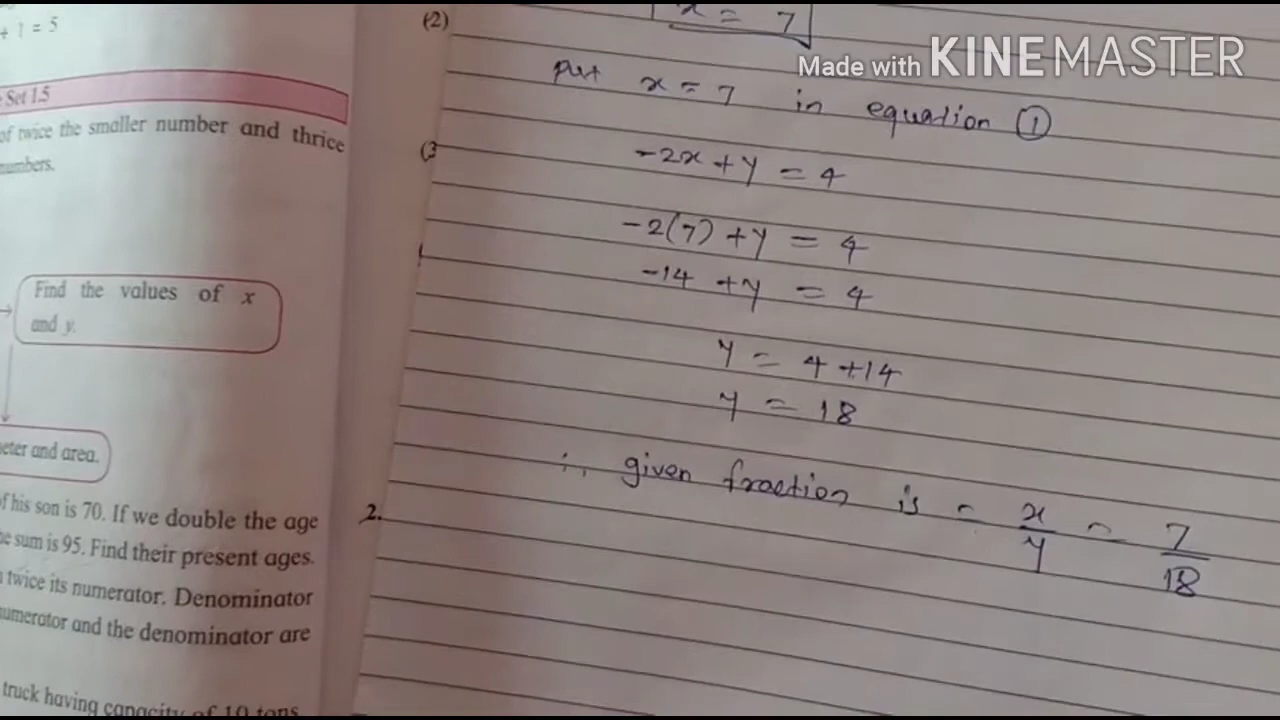 + 1 = 5
Set 1.5
of twice the smaller number and thrice
numbers.
Find the values of x
and y.
eter and area.
of his son is 70. If we double the age
e sum is 95. Find their present ages.
twice its numerator. Denominator
numerator and the denominator are
truck having capacity of 10 tons
(2)
x = 7
Made with KINEMASTER
put x = 7 in equation ①
(3
-2x + y = 4
-2(7) + y = 4
-14 + y = 4
y = 4 + 14
y = 18
∴ given fraction is = x/y = 7/18
2.